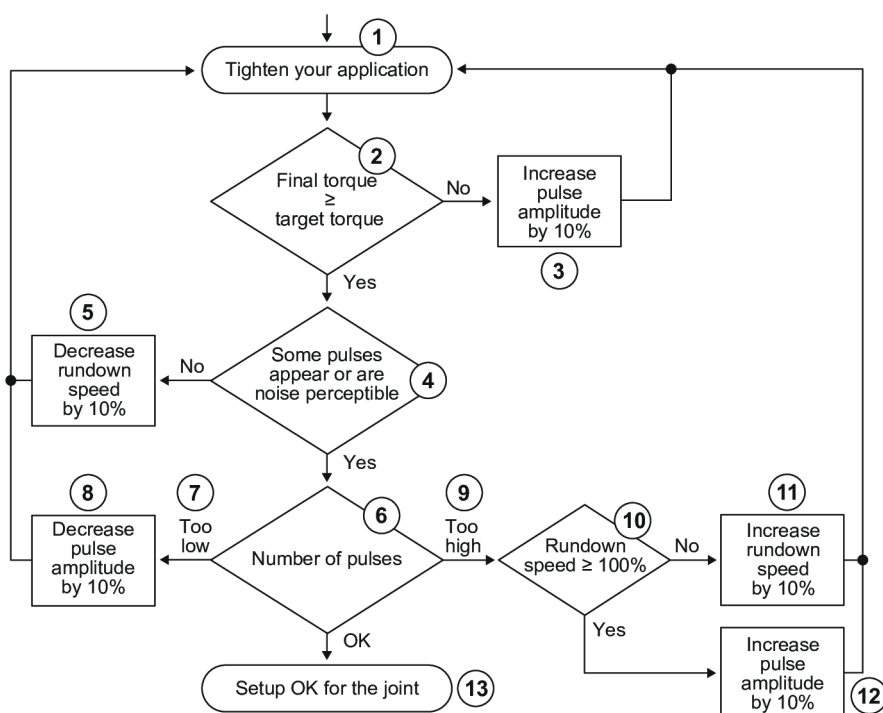 1
Tighten your application
2
Final torque
≥
target torque
No
Increase
pulse
amplitude
by 10%
3
Yes
5
Decrease
rundown
speed
by 10%
No
Some pulses
appear or are
noise perceptible
4
Yes
8
Decrease
pulse
amplitude
by 10%
7
Too
low
6
Number of pulses
9
Too
high
10
Rundown
speed ≥ 100%
No
11
Increase
rundown
speed
by 10%
Yes
Increase
pulse
amplitude
by 10%
12
OK
Setup OK for the joint
13